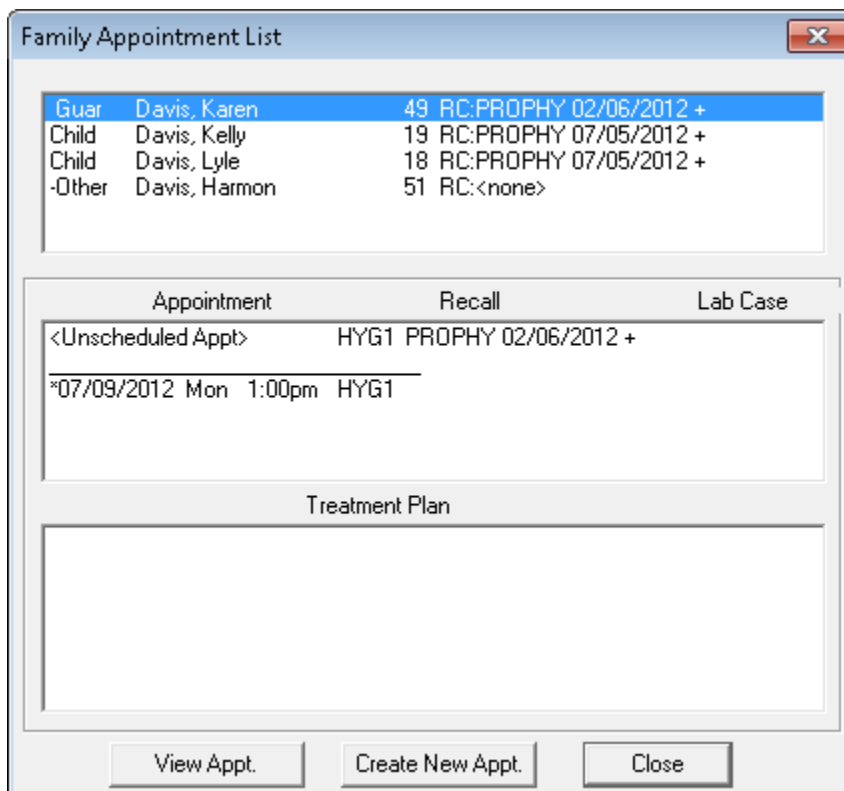 Family Appointment List
Guar Davis, Karen 49 RC:PROPHY 02/06/2012 +
Child Davis, Kelly 19 RC:PROPHY 07/05/2012 +
Child Davis, Lyle 18 RC:PROPHY 07/05/2012 +
-Other Davis, Harmon 51 RC:<none>
Appointment Recall Lab Case
<Unscheduled Appt> HYG1 PROPHY 02/06/2012 +
*07/09/2012 Mon 1:00pm HYG1
Treatment Plan
View Appt. Create New Appt. Close